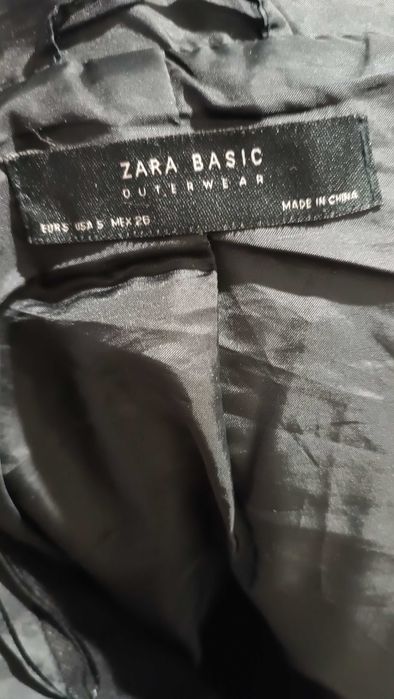 ZARA BASIC
OUTERWEAR
EUR S USA S MEX 26 MADE IN CHINA